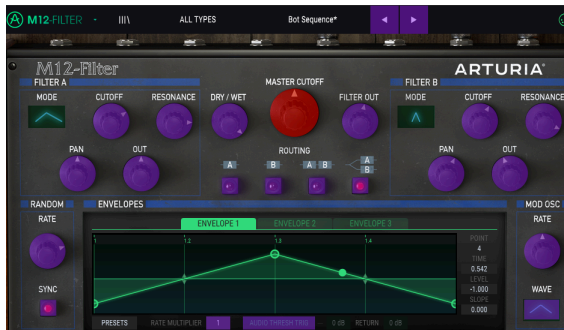 M12-FILTER
ALL TYPES
Bot Sequence*
M12-Filter
ARTURIA
FILTER A
MASTER CUTOFF
FILTER B
MODE CUTOFF RESONANCE DRY / WET FILTER OUT MODE CUTOFF RESONANCE
PAN OUT ROUTING PAN OUT
A B A B A B
RANDOM ENVELOPES MOD OSC
RATE ENVELOPE 1 ENVELOPE 2 ENVELOPE 3 RATE
1 1.2 1.3 1.4
POINT
4
TIME
0.542
LEVEL
-1.000
SLOPE
0.000
SYNC WAVE
PRESETS RATE MULTIPLIER 1 AUDIO THRESH TRIG 0 dB RETURN 0 dB